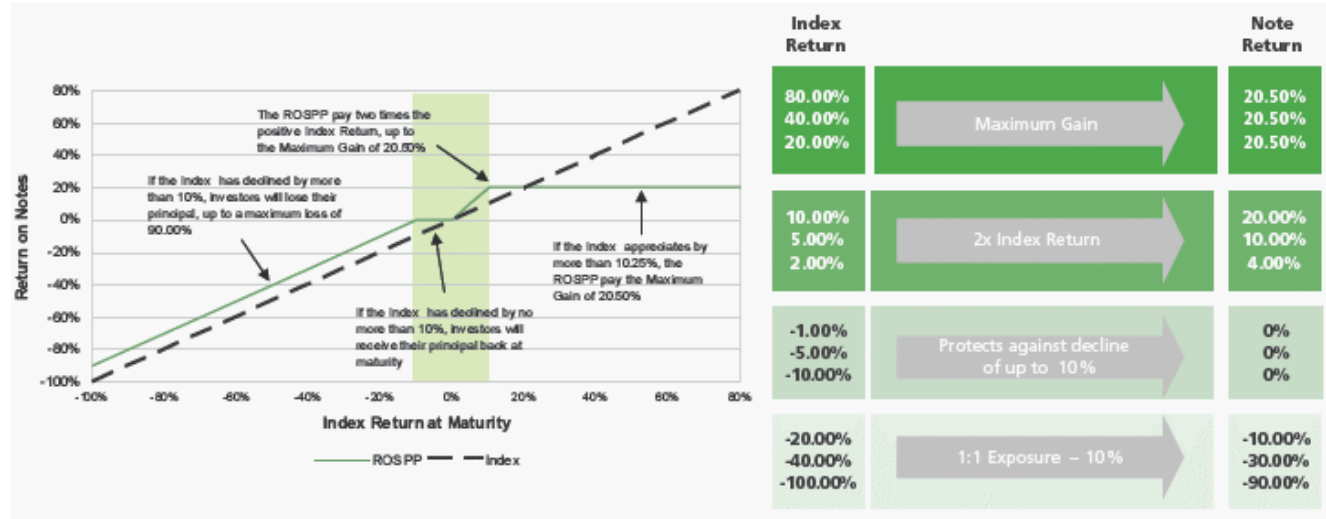 Index
Return
Note
Return
80%
60%
40%
20%
0%
-20%
-40%
-60%
-80%
-100%
Return on Notes
The ROSPP pay two times the
positive Index Return, up to
the Maximum Gain of 20.50%
If the Index has declined by more
than 10%, investors will lose their
principal, up to a maximum loss of
90.00%
If the Index appreciates by
more than 10.25%, the
ROSPP pay the Maximum
Gain of 20.50%
If the Index has declined by no
more than 10%, investors will
receive their principal back at
maturity
-100%
-80%
-60%
-40%
-20%
0%
20%
40%
60%
80%
Index Return at Maturity
ROSPP
Index
80.00%
40.00%
20.00%
Maximum Gain
20.50%
20.50%
20.50%
10.00%
5.00%
2.00%
2x Index Return
20.00%
10.00%
4.00%
-1.00%
-5.00%
-10.00%
Protects against decline
of up to 10%
0%
0%
0%
-20.00%
-40.00%
-100.00%
1:1 Exposure – 10%
-10.00%
-30.00%
-90.00%